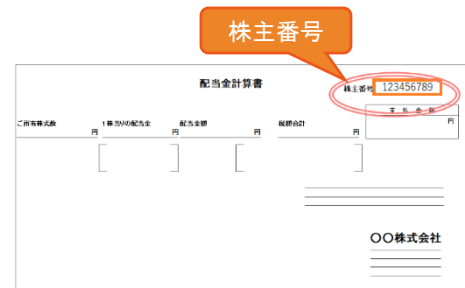 株主番号
配当金計算書
株主番号 123456789
支払金額
円
ご所有株式数 1株当りの配当金 配当金額 税額合計
円 円 円 円
〇〇株式会社